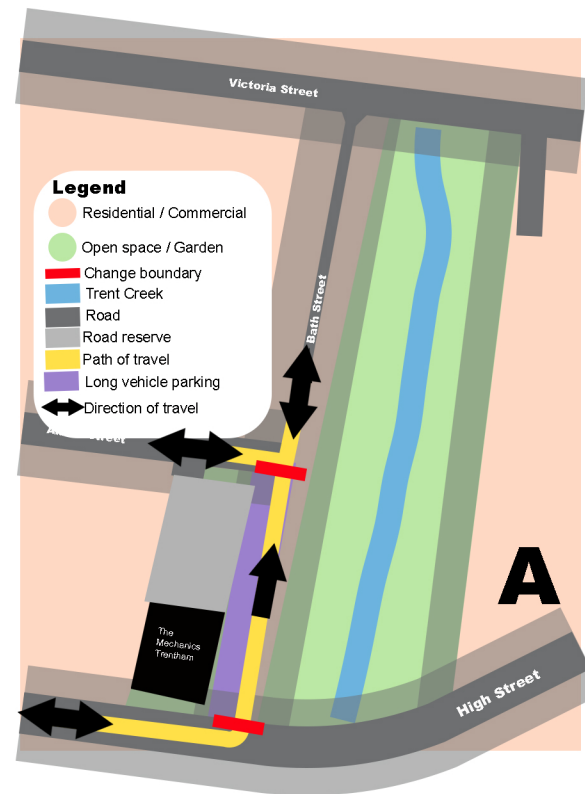 Victoria Street
Legend
Residential / Commercial
Open space / Garden
Change boundary
Trent Creek
Road
Road reserve
Path of travel
Long vehicle parking
Direction of travel
Bath Street
Street
A
The
Mechanics
Trentham
High Street